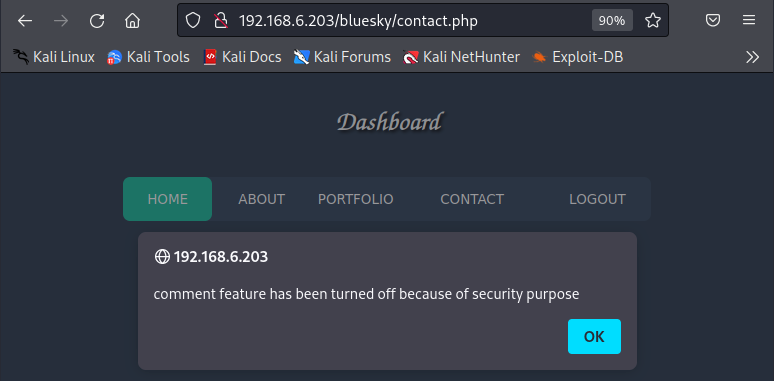 192.168.6.203/bluesky/contact.php 90%
Kali Linux Kali Tools Kali Docs Kali Forums Kali NetHunter Exploit-DB
Dashboard
HOME ABOUT PORTFOLIO CONTACT LOGOUT
192.168.6.203
comment feature has been turned off because of security purpose
OK